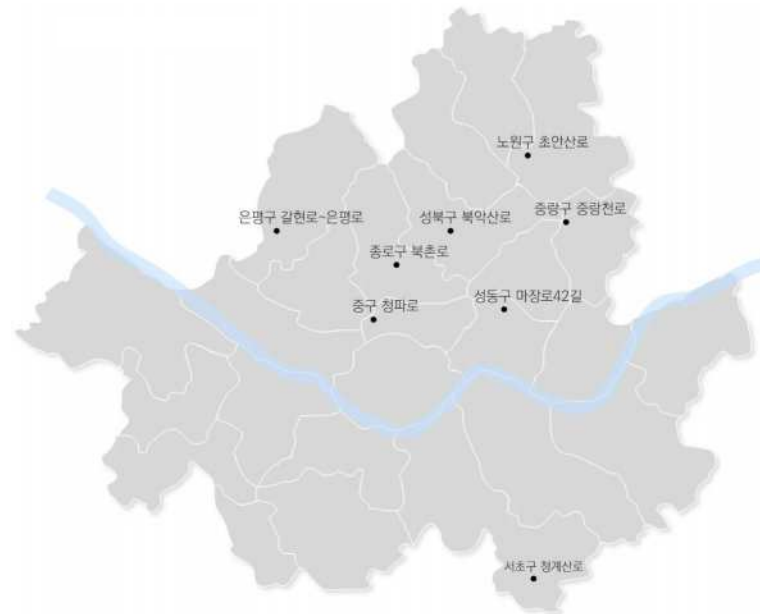 노원구 초안산로
은평구 갈현로~은평로
성북구 북악산로
중랑구 중랑천로
종로구 북촌로
중구 청파로
성동구 마장로42길
서초구 청계산로